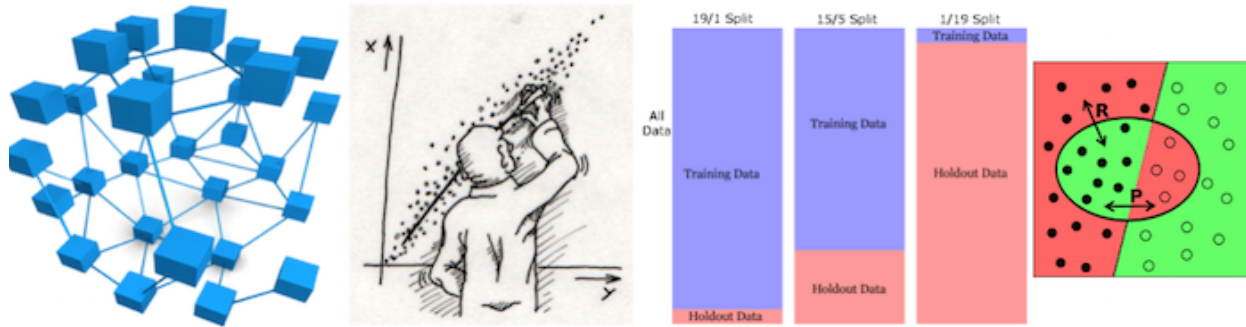 X
Y
19/1 Split
15/5 Split
1/19 Split
All
Data
Training Data
Holdout Data
Training Data
Holdout Data
Training Data
Holdout Data
R
P